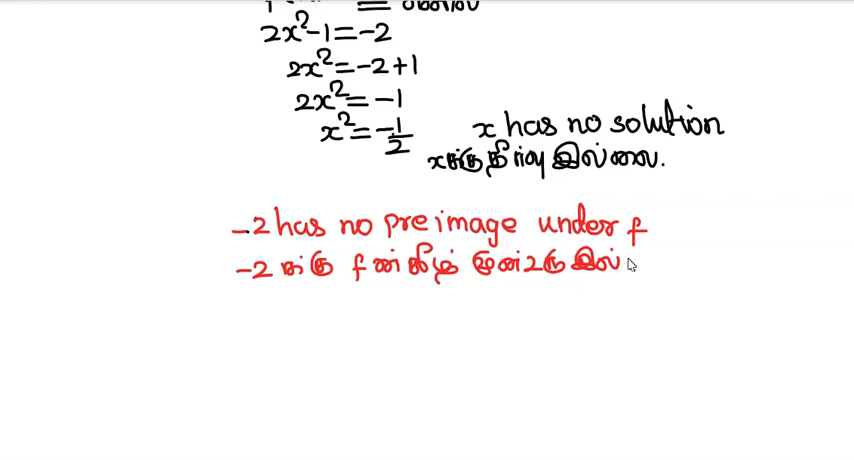 2x²-1=-2
2x²=-2+1
2x²=-1
x²=-1/2 x has no solution
xக்கு தீர்வு இல்லை.
-2 has no preimage under f
-2 க்கு f ன் கீழ் முன் உரு இல்